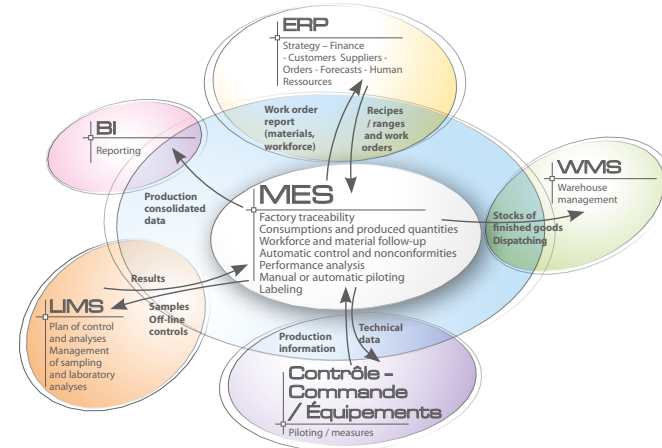 ERP
Strategy – Finance
- Customers Suppliers -
Orders - Forecasts - Human
Ressources
Work order
report
(materials,
workforce)
Recipes
/ ranges
and work
orders
BI
Reporting
Production
consolidated
data
WMS
Warehouse
management
Stocks of
finished goods
Dispatching
MES
Factory traceability
Consumptions and produced quantities
Workforce and material follow-up
Automatic control and nonconformities
Performance analysis
Manual or automatic piloting
Labeling
Results
Samples
Off-line
controls
LIMS
Plan of control
and analyses
Management
of sampling
and laboratory
analyses
Production
information
Technical
data
Contrôle -
Commande
/ Équipements
Piloting / measures